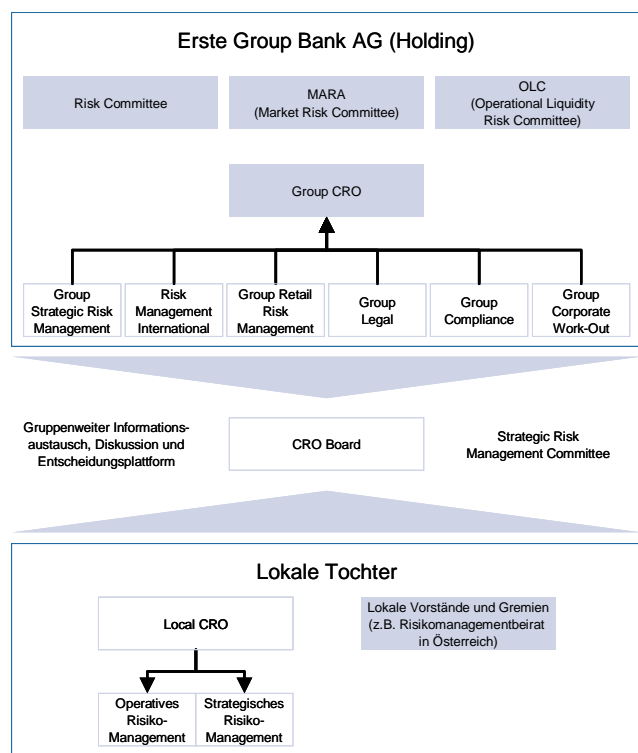 Erste Group Bank AG (Holding)
Risk Committee
MARA
(Market Risk Committee)
OLC
(Operational Liquidity
Risk Committee)
Group CRO
Group
Strategic Risk
Management
Risk
Management
International
Group Retail
Risk
Management
Group
Legal
Group
Compliance
Group
Corporate
Work-Out
Gruppenweiter Informations-
austausch, Diskussion und
Entscheidungsplattform
CRO Board
Strategic Risk
Management Committee
Lokale Tochter
Local CRO
Lokale Vorstände und Gremien
(z.B. Risikomanagementbeirat
in Österreich)
Operatives
Risiko-
Management
Strategisches
Risiko-
Management